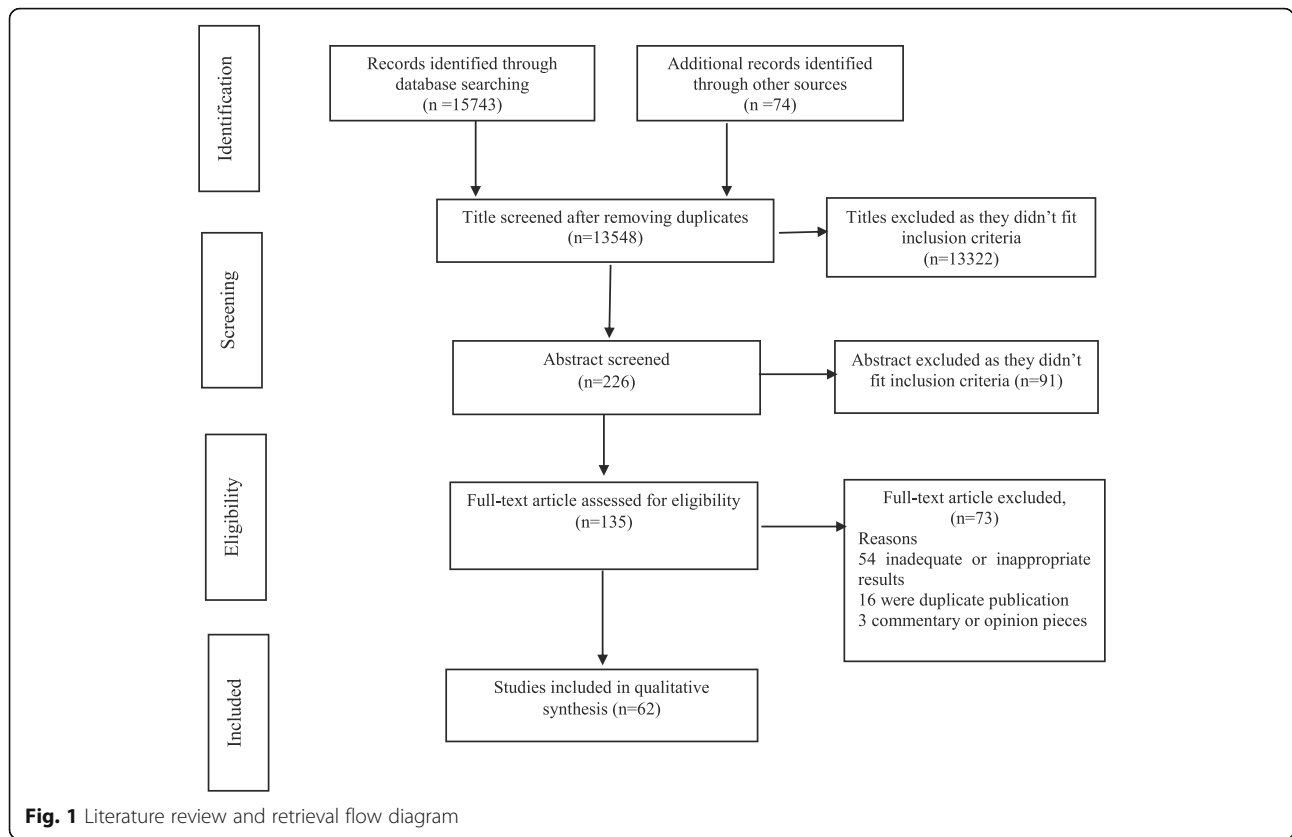 Identification
Records identified through
database searching
(n =15743)
Additional records identified
through other sources
(n =74)
Title screened after removing duplicates
(n=13548)
Titles excluded as they didn't fit
inclusion criteria
(n=13322)
Screening
Abstract screened
(n=226)
Abstract excluded as they didn't
fit inclusion criteria (n=91)
Eligibility
Full-text article assessed for eligibility
(n=135)
Full-text article excluded,
(n=73)
Reasons
54 inadequate or inappropriate
results
16 were duplicate publication
3 commentary or opinion pieces
Included
Studies included in qualitative
synthesis (n=62)
Fig. 1 Literature review and retrieval flow diagram